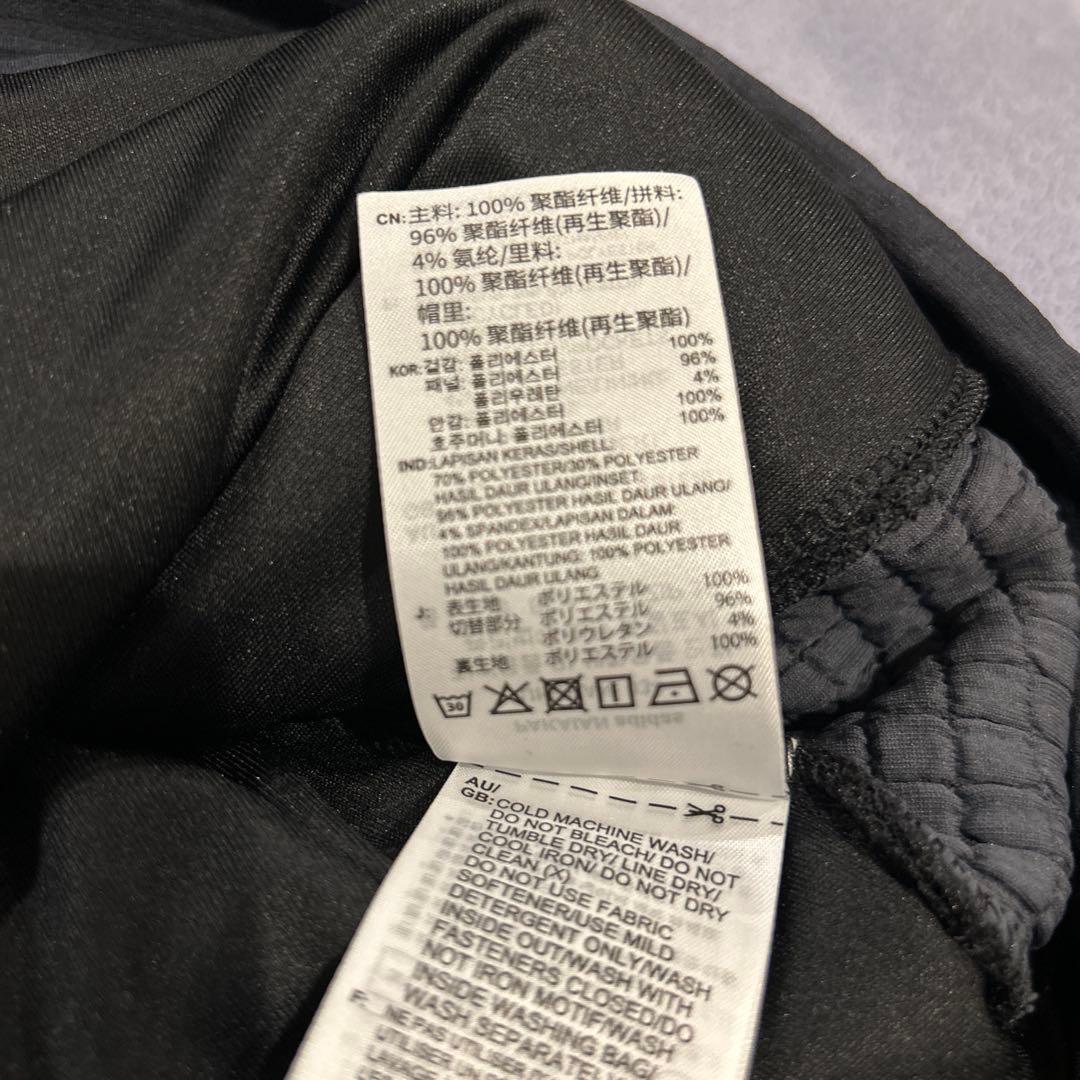 CN: 主料: 100% 聚酯纤维/拼料:
96% 聚酯纤维(再生聚酯)/
4% 氨纶/里料:
100% 聚酯纤维(再生聚酯)/
帽里:
100% 聚酯纤维(再生聚酯)
KOR: 겉감: 폴리에스터 100%
패널: 폴리에스터 96%
폴리우레탄 4%
안감: 폴리에스터 100%
호주머니: 폴리에스터 100%
IND: LAPISAN KERAS/SHELL:
70% POLYESTER/30% POLYESTER
HASIL DAUR ULANG/INSET:
96% POLYESTER HASIL DAUR ULANG/
4% SPANDEX/LAPISAN DALAM:
100% POLYESTER HASIL DAUR
ULANG/KANTUNG: 100% POLYESTER
HASIL DAUR ULANG
J: 表生地 ポリエステル 100%
切替部分 ポリエステル 96%
ポリウレタン 4%
裏生地 ポリエステル 100%
30
PAKAIAN adidas
AU/
GB: COLD MACHINE WASH/
DO NOT BLEACH/ DO NOT
TUMBLE DRY/ LINE DRY/
COOL IRON/ DO NOT DRY
CLEAN (X)
DO NOT USE FABRIC
SOFTENER/USE MILD
DETERGENT ONLY/WASH
INSIDE OUT/WASH WITH
FASTENERS CLOSED/DO
NOT IRON MOTIF/WASH
INSIDE WASHING BAG/
WASH SEPARATELY
F: NE PAS UTILISER
UTILISER UN